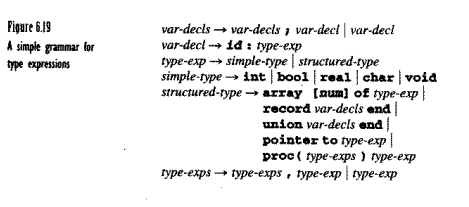 Figure 6.19
A simple grammar for
type expressions
var-decls → var-decls ; var-decl | var-decl
var-decl → id : type-exp
type-exp → simple-type | structured-type
simple-type → int | bool | real | char | void
structured-type → array [num] of type-exp |
record var-decls end |
union var-decls end |
pointer to type-exp |
proc ( type-exps ) type-exp
type-exps → type-exps , type-exp | type-exp